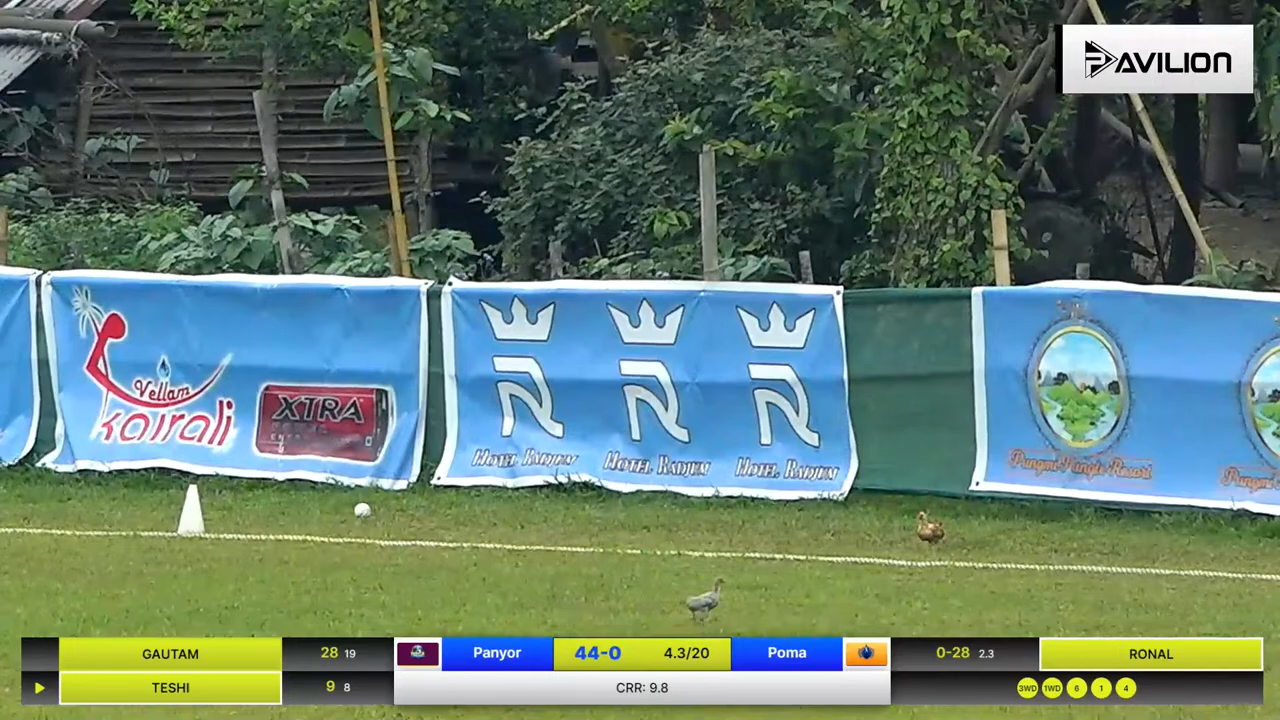 PAVILION
Vellam
kairali
XTRA
HOTEL RADIUM
HOTEL RADIUM
HOTEL RADIUM
Resort
GAUTAM 28 19
Panyor 44-0 4.3/20 Poma
0-28 2.3 RONAL
TESHI 9 8
CRR: 9.8
3WD 1WD 6 1 4